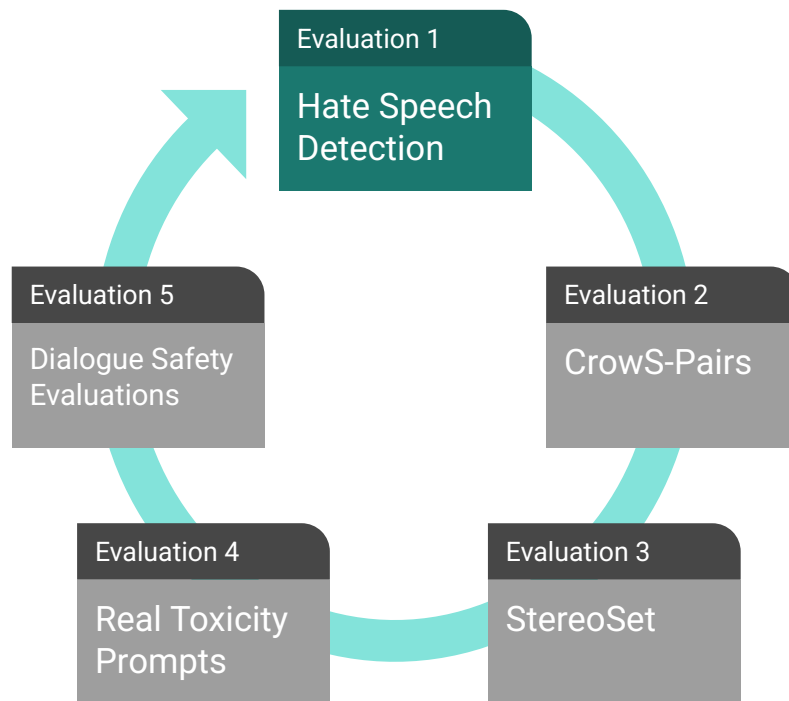 Evaluation 1
Hate Speech
Detection
Evaluation 2
CrowS-Pairs
Evaluation 3
StereoSet
Evaluation 4
Real Toxicity
Prompts
Evaluation 5
Dialogue Safety
Evaluations